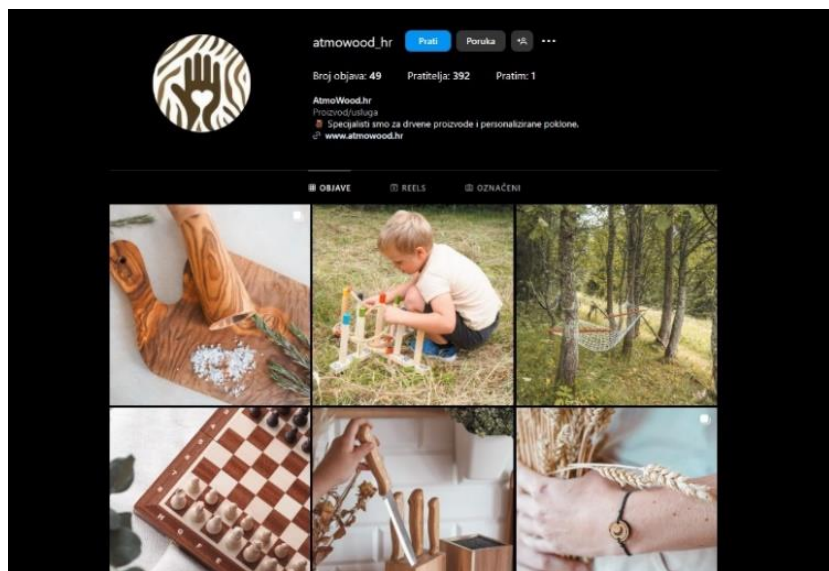 atmowood_hr Prati Poruka
Broj objava: 49 Pratitelja: 392 Pratim: 1
AtmoWood.hr
Proizvod/usluga
Specijalisti smo za drvene proizvode i personalizirane poklone.
www.atmowood.hr
OBJAVE REELS OZNAČENI